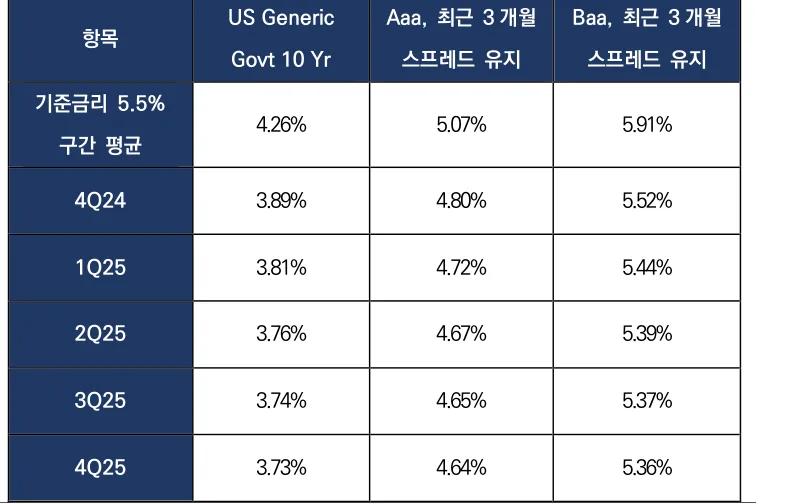 항목
US Generic
Govt 10 Yr
Aaa, 최근 3개월
스프레드 유지
Baa, 최근 3개월
스프레드 유지
기준금리 5.5%
구간 평균
4.26%
5.07%
5.91%
4Q24
3.89%
4.80%
5.52%
1Q25
3.81%
4.72%
5.44%
2Q25
3.76%
4.67%
5.39%
3Q25
3.74%
4.65%
5.37%
4Q25
3.73%
4.64%
5.36%